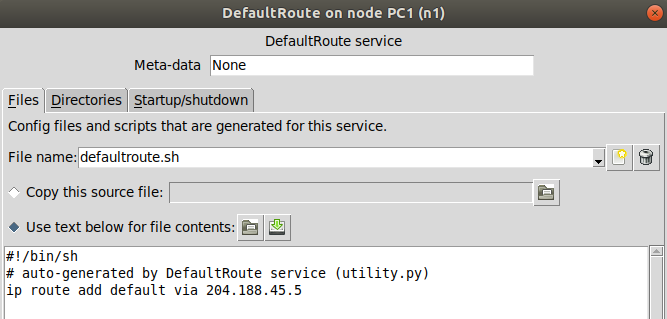 DefaultRoute on node PC1 (n1)
DefaultRoute service
Meta-data None
Files Directories Startup/shutdown
Config files and scripts that are generated for this service.
File name: defaultroute.sh
Copy this source file:
Use text below for file contents:
#!/bin/sh
# auto-generated by DefaultRoute service (utility.py)
ip route add default via 204.188.45.5